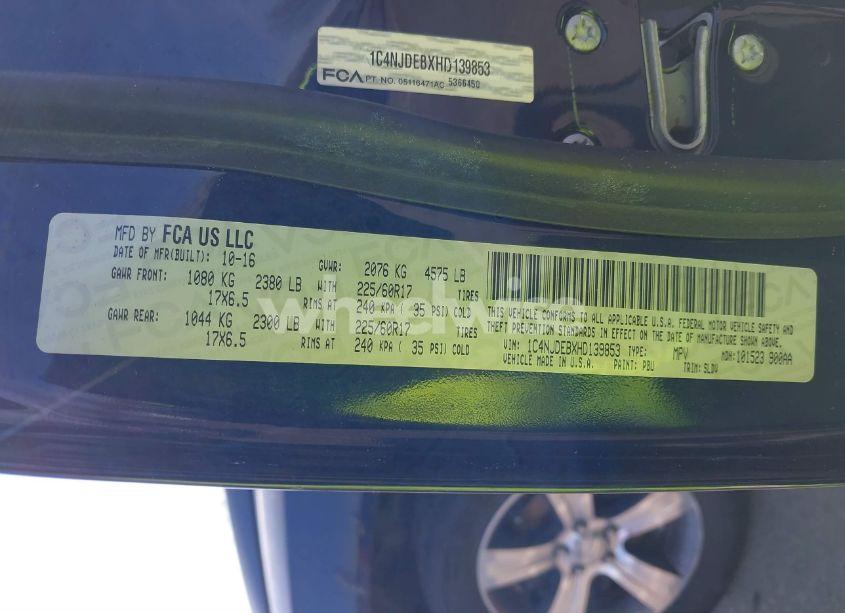 1C4NJDEBXHD139853
FCA PT. NO. 05116471AC 5366450
MFD BY FCA US LLC
DATE OF MFR(BUILT): 10-16 GVWR: 2076 KG 4575 LB
GAWR FRONT: 1080 KG 2380 LB WITH 225/60R17 TIRES
17X6.5 RIMS AT 240 KPA ( 35 PSI) COLD
GAWR REAR: 1044 KG 2300 LB WITH 225/60R17 TIRES
17X6.5 RIMS AT 240 KPA ( 35 PSI) COLD
THIS VEHICLE CONFORMS TO ALL APPLICABLE U.S.A. FEDERAL MOTOR VEHICLE SAFETY AND
THEFT PREVENTION STANDARDS IN EFFECT ON THE DATE OF MANUFACTURE SHOWN ABOVE.
VIN: 1C4NJDEBXHD139853 TYPE: MPV MDH: 101523 900AA
VEHICLE MADE IN U.S.A. PAINT: PBU TRIM: SLDV